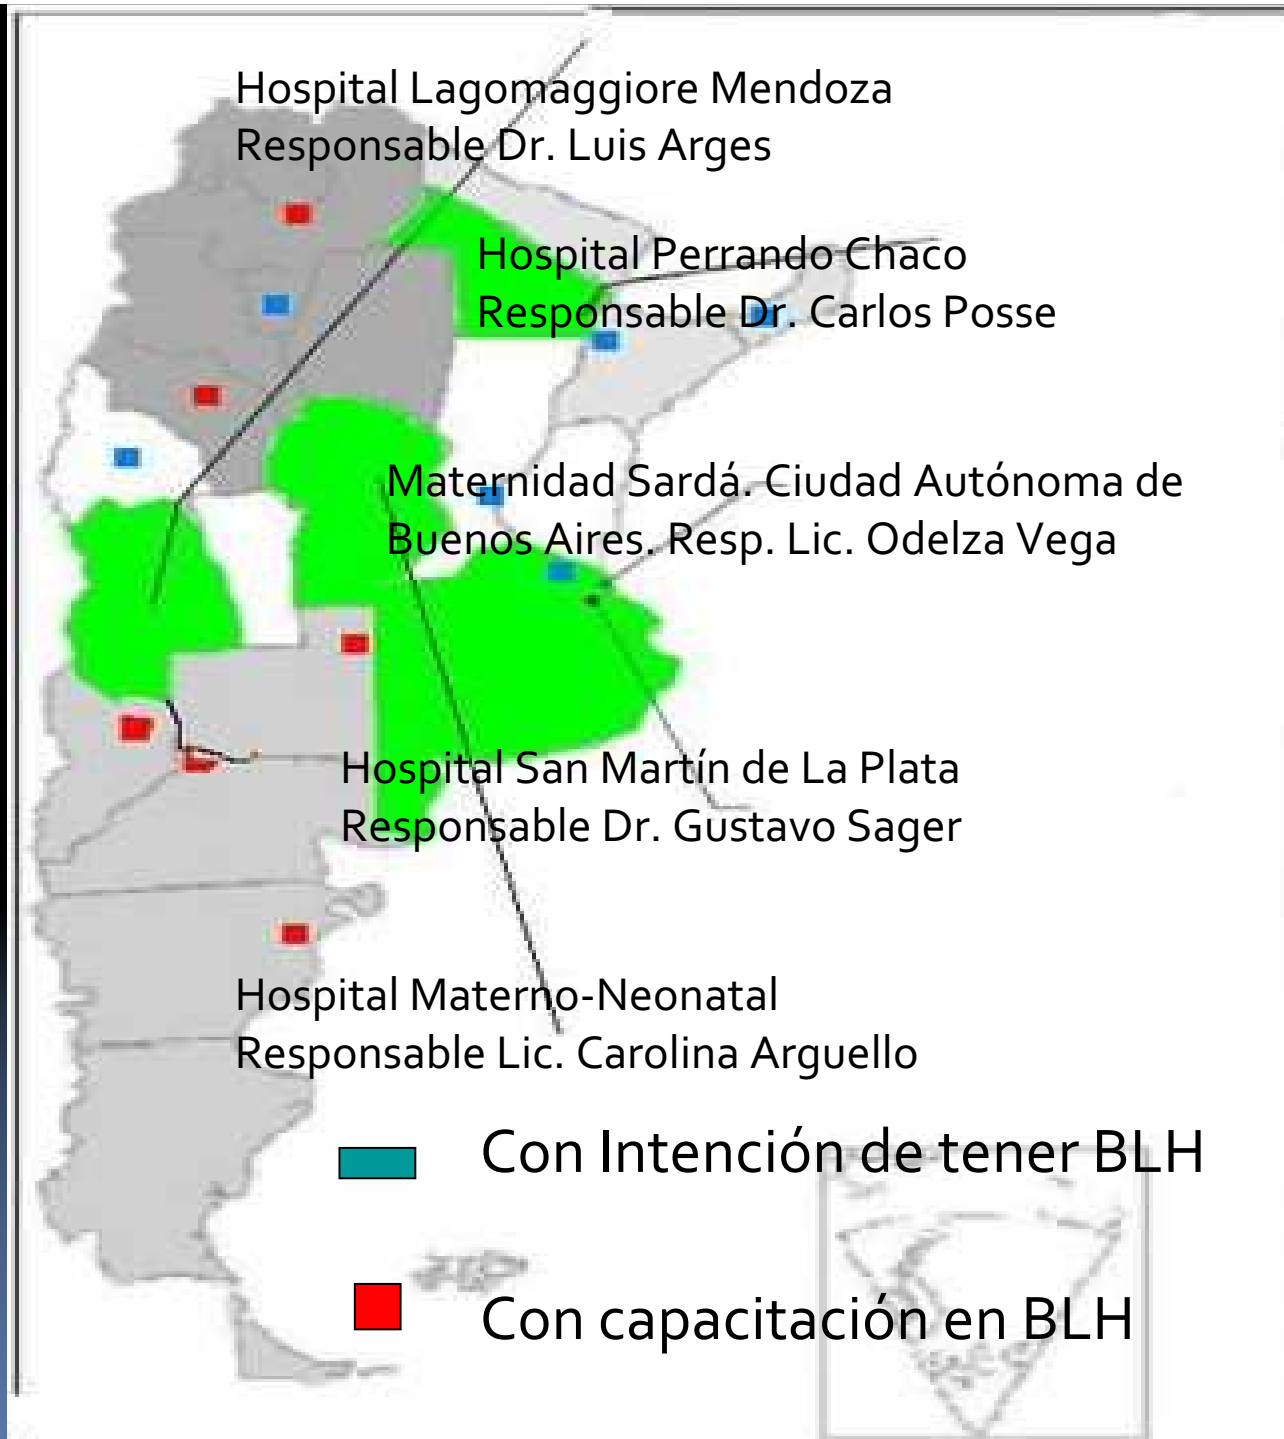 Hospital Lagomaggiore Mendoza
Responsable Dr. Luis Arges
Hospital Perrando Chaco
Responsable Dr. Carlos Posse
Maternidad Sardá. Ciudad Autónoma de
Buenos Aires. Resp. Lic. Odelza Vega
Hospital San Martín de La Plata
Responsable Dr. Gustavo Sager
Hospital Materno-Neonatal
Responsable Lic. Carolina Arguello
Con Intención de tener BLH
Con capacitación en BLH